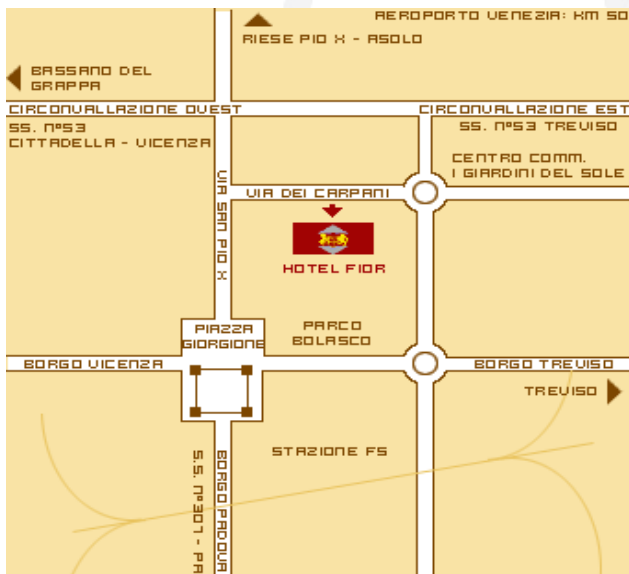 AEROPORTO VENEZIA: KM 50
RIESE PIO X - ASOLO
BASSANO DEL
GRAPPA
CIRCONVALLAZIONE OVEST
CIRCONVALLAZIONE EST
SS. N°53
CITTADELLA - VICENZA
SS. N°53 TREVISO
CENTRO COMM.
I GIARDINI DEL SOLE
VIA SAN PIO X
VIA DEI CARPANI
HOTEL FIOR
PIAZZA
GIORGIONE
PARCO
BOLASCO
BORGO VICENZA
BORGO TREVISO
TREVISO
STAZIONE FS
S.S. N°307 - PA
BORGO PADOVA